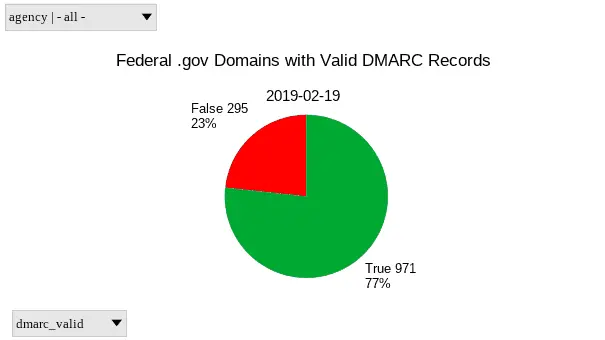 agency | - all -
Federal .gov Domains with Valid DMARC Records
2019-02-19
False 295
23%
True 971
77%
dmarc_valid